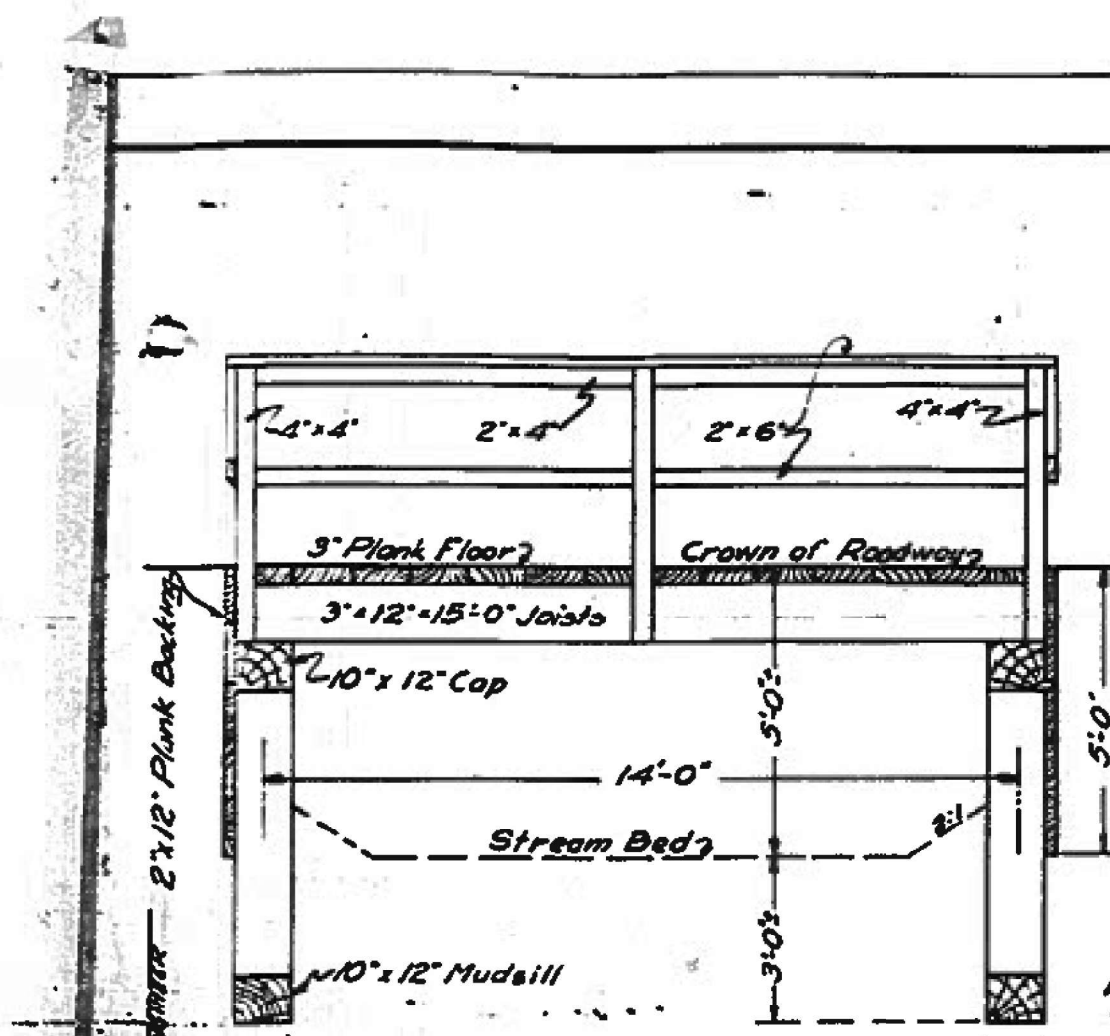 4"x4"
2"x4"
2"x6"
4"x4"
3" Plank Floor
Crown of Roadway
3"x12"x15'-0" Joists
10"x12" Cap
2"x12" Plank Backing
5'-0"±
5'-0"
14'-0"
Stream Bed
2:1
3'-0"±
10"x12" Mudsill